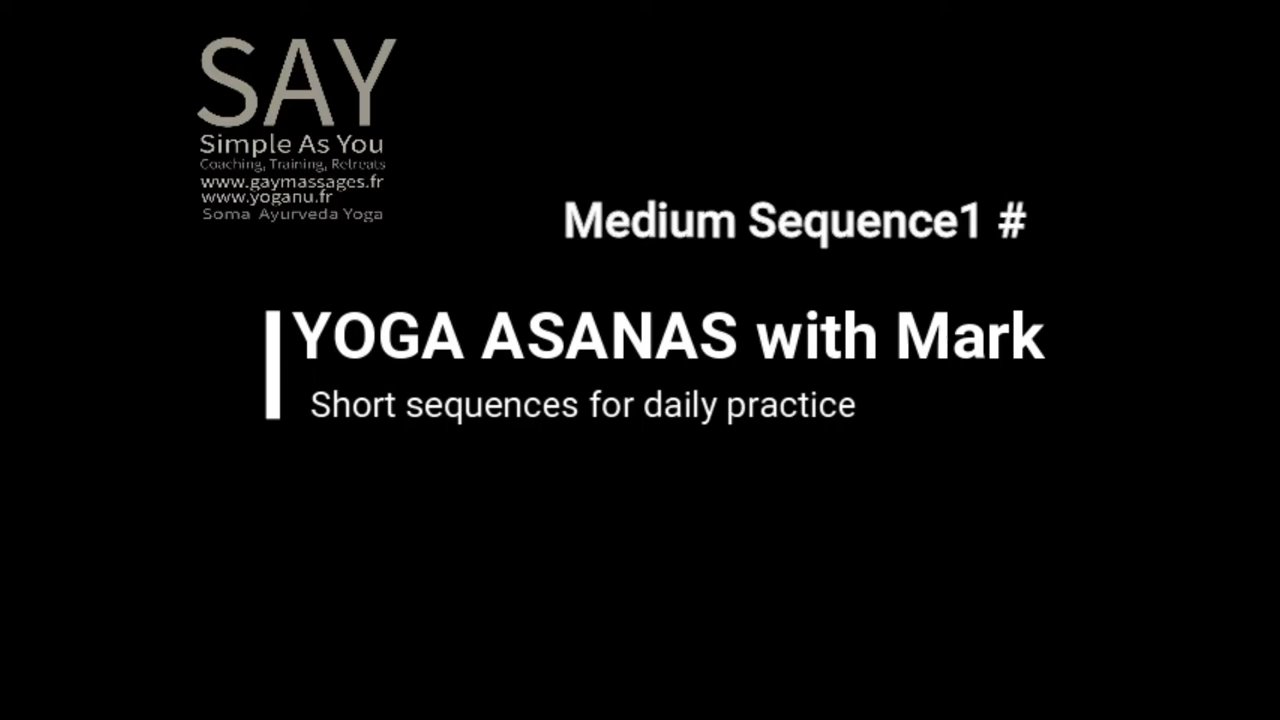 SAY
Simple As You
Coaching, Training, Retreats
www.gaymassages.fr
www.yoganu.fr
Soma Ayurveda Yoga
Medium Sequence1 #
YOGA ASANAS with Mark
Short sequences for daily practice